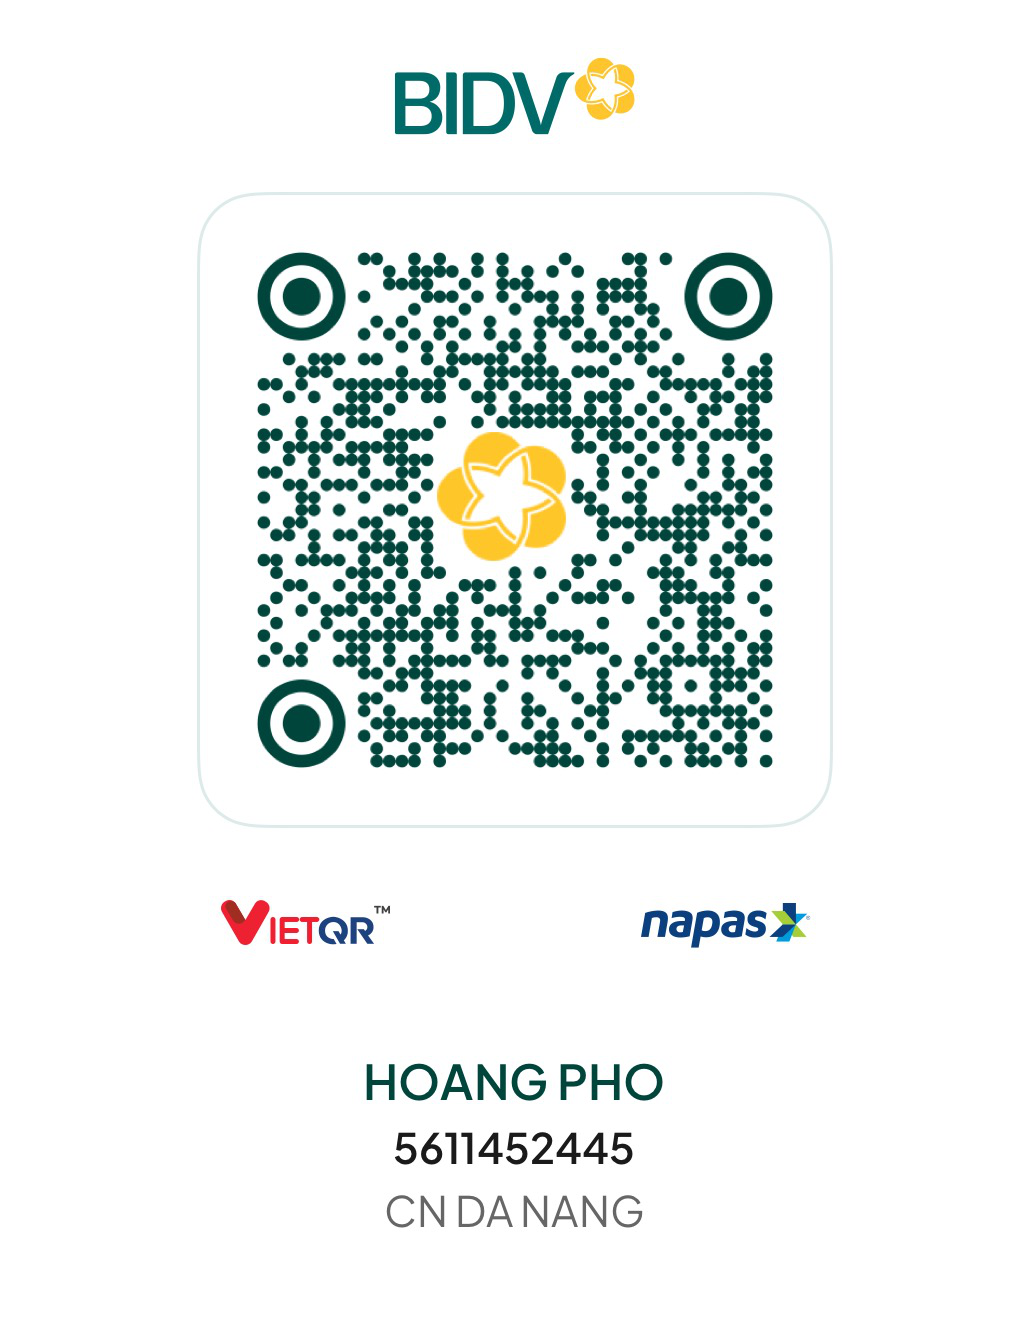 BIDV
VIETQR™
napas®
HOANG PHO
5611452445
CN DA NANG